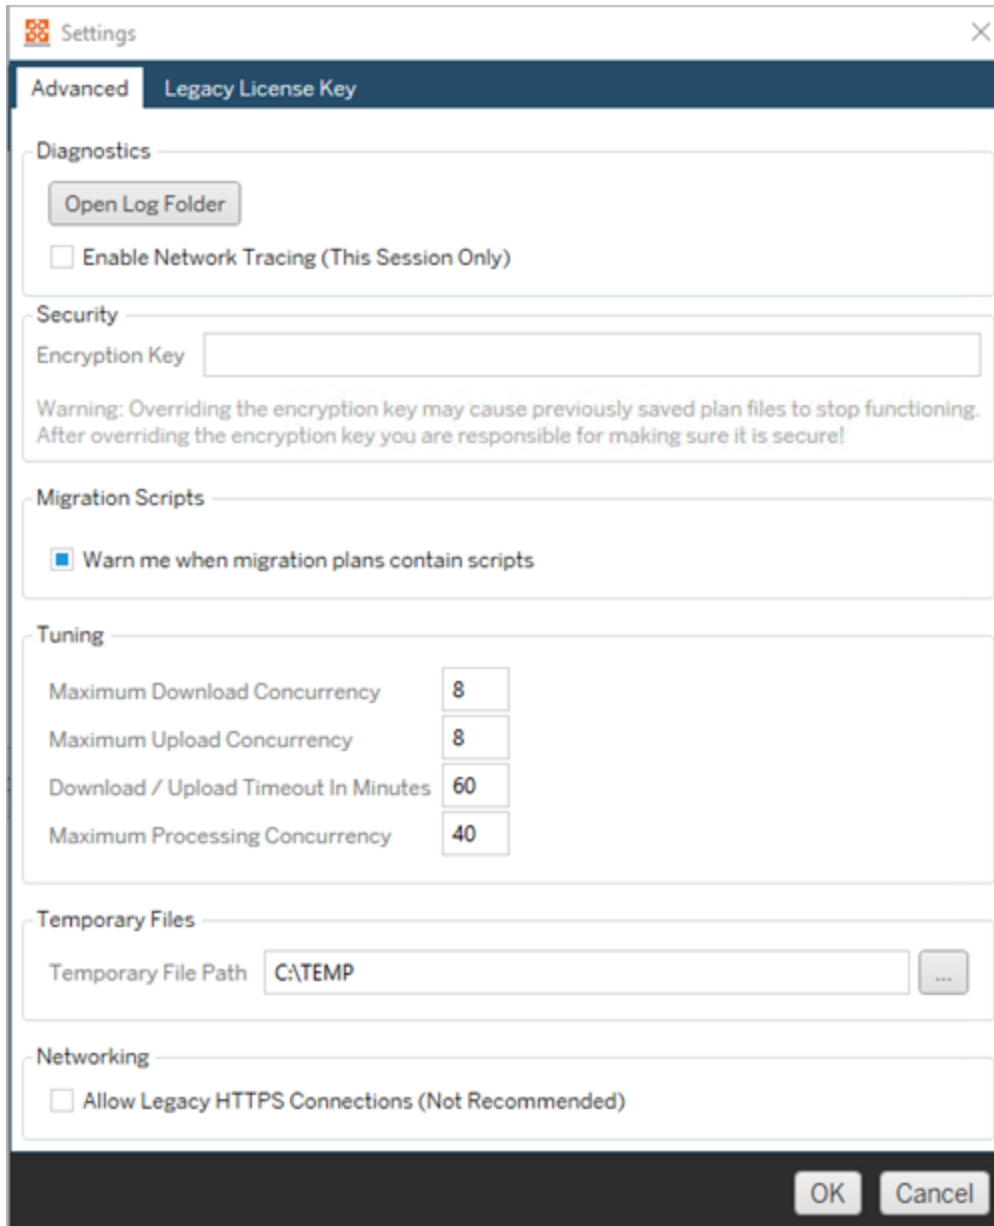 Settings
Advanced Legacy License Key
Diagnostics
Open Log Folder
Enable Network Tracing (This Session Only)
Security
Encryption Key
Warning: Overriding the encryption key may cause previously saved plan files to stop functioning.
After overriding the encryption key you are responsible for making sure it is secure!
Migration Scripts
Warn me when migration plans contain scripts
Tuning
Maximum Download Concurrency 8
Maximum Upload Concurrency 8
Download / Upload Timeout In Minutes 60
Maximum Processing Concurrency 40
Temporary Files
Temporary File Path C:\TEMP ...
Networking
Allow Legacy HTTPS Connections (Not Recommended)
OK Cancel